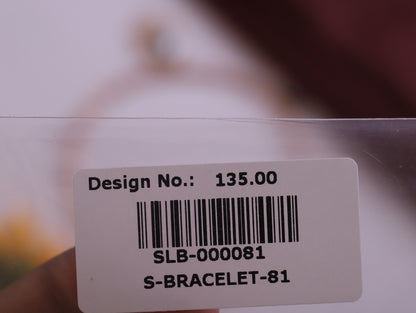 Design No.: 135.00
SLB-000081
S-BRACELET-81